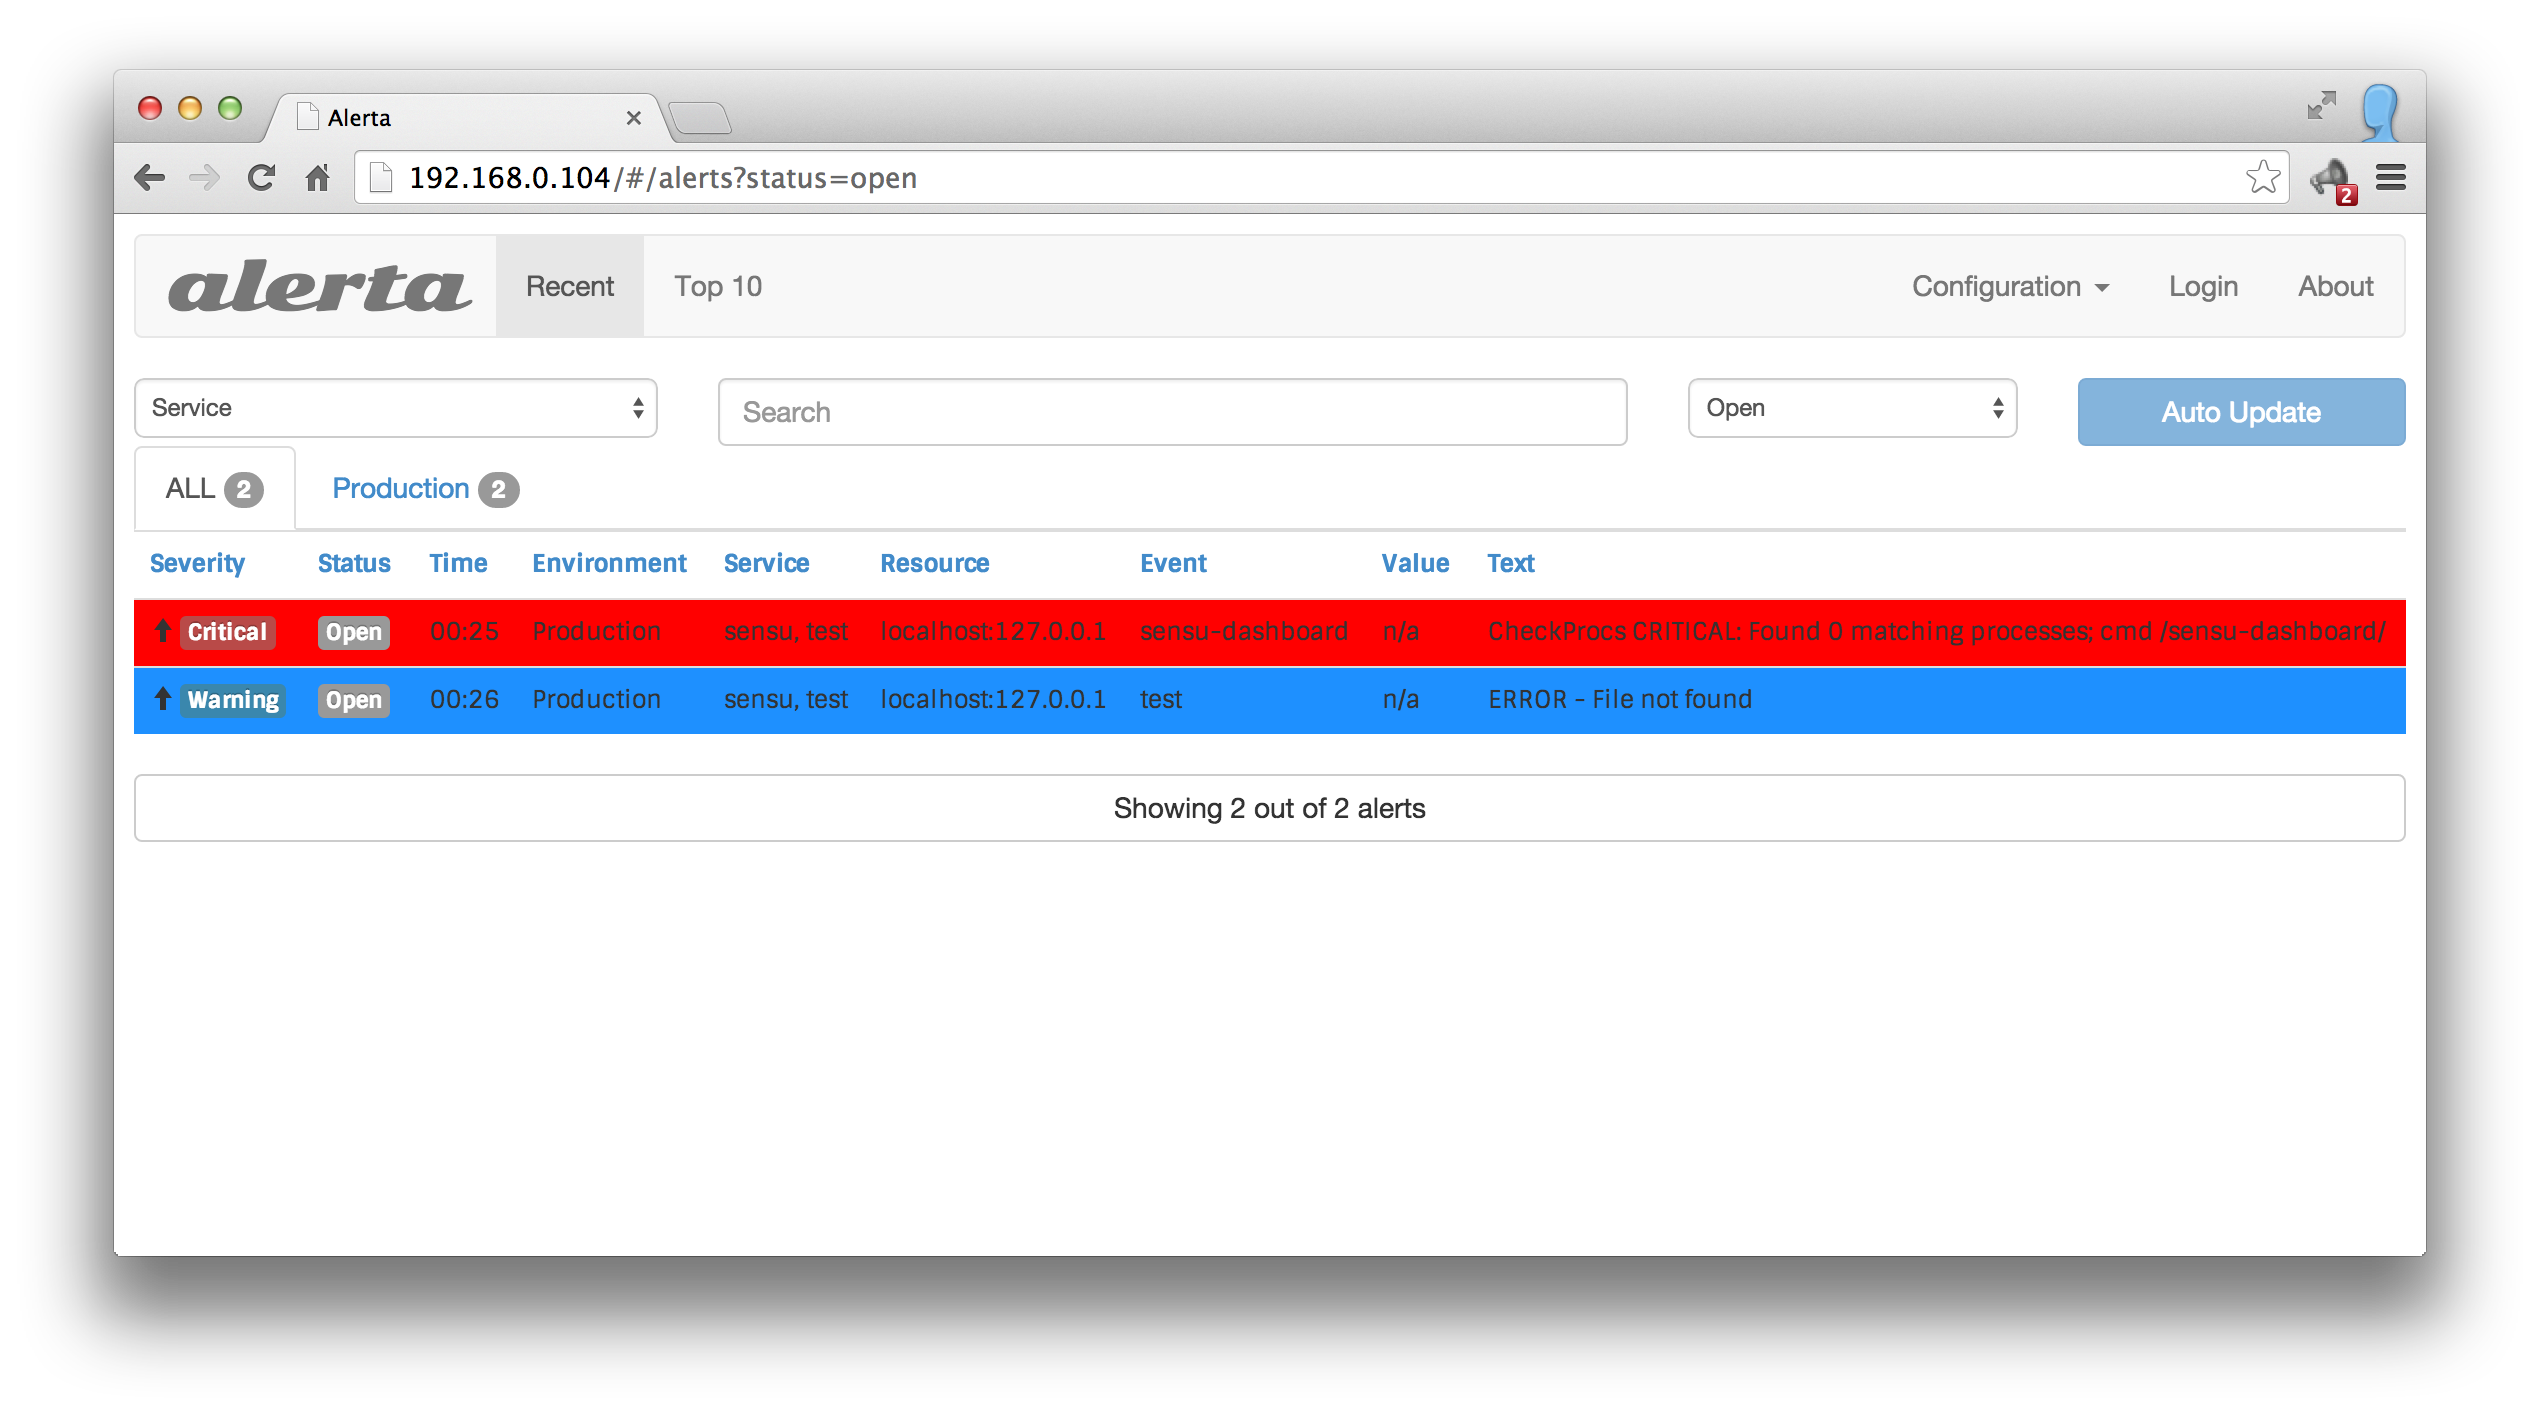 Alerta
192.168.0.104/#/alerts?status=open
2
alerta Recent Top 10 Configuration Login About
Service Search Open Auto Update
ALL 2 Production 2
Severity Status Time Environment Service Resource Event Value Text
Critical Open 00:25 Production sensu, test localhost:127.0.0.1 sensu-dashboard n/a CheckProcs CRITICAL: Found 0 matching processes; cmd /sensu-dashboard/
Warning Open 00:26 Production sensu, test localhost:127.0.0.1 test n/a ERROR - File not found
Showing 2 out of 2 alerts